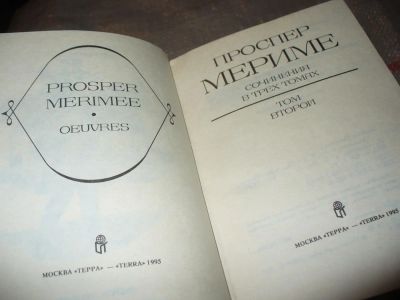 PROSPER
MERIMEE
•
OEUVRES
МОСКВА «ТЕРРА» — «TERRA» 1995
ПРОСПЕР
МЕРИМЕ
СОЧИНЕНИЯ
В ТРЕХ ТОМАХ
ТОМ
ВТОРОЙ
МОСКВА «ТЕРРА» — «TERRA» 1995